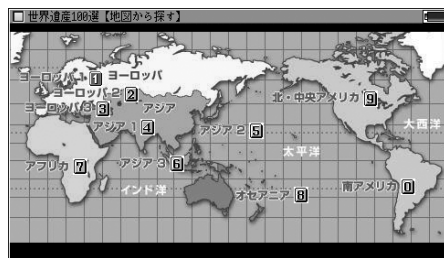 世界遺産100選【地図から探す】
ヨーロッパ 1 1 ヨーロッパ
ヨーロッパ 2 2
ヨーロッパ 3 3 アジア
アジア 1 4
アジア 2 5
アジア 3 6
アフリカ 7
インド洋
オセアニア 8
太平洋
北・中央アメリカ 9
大西洋
南アメリカ 0